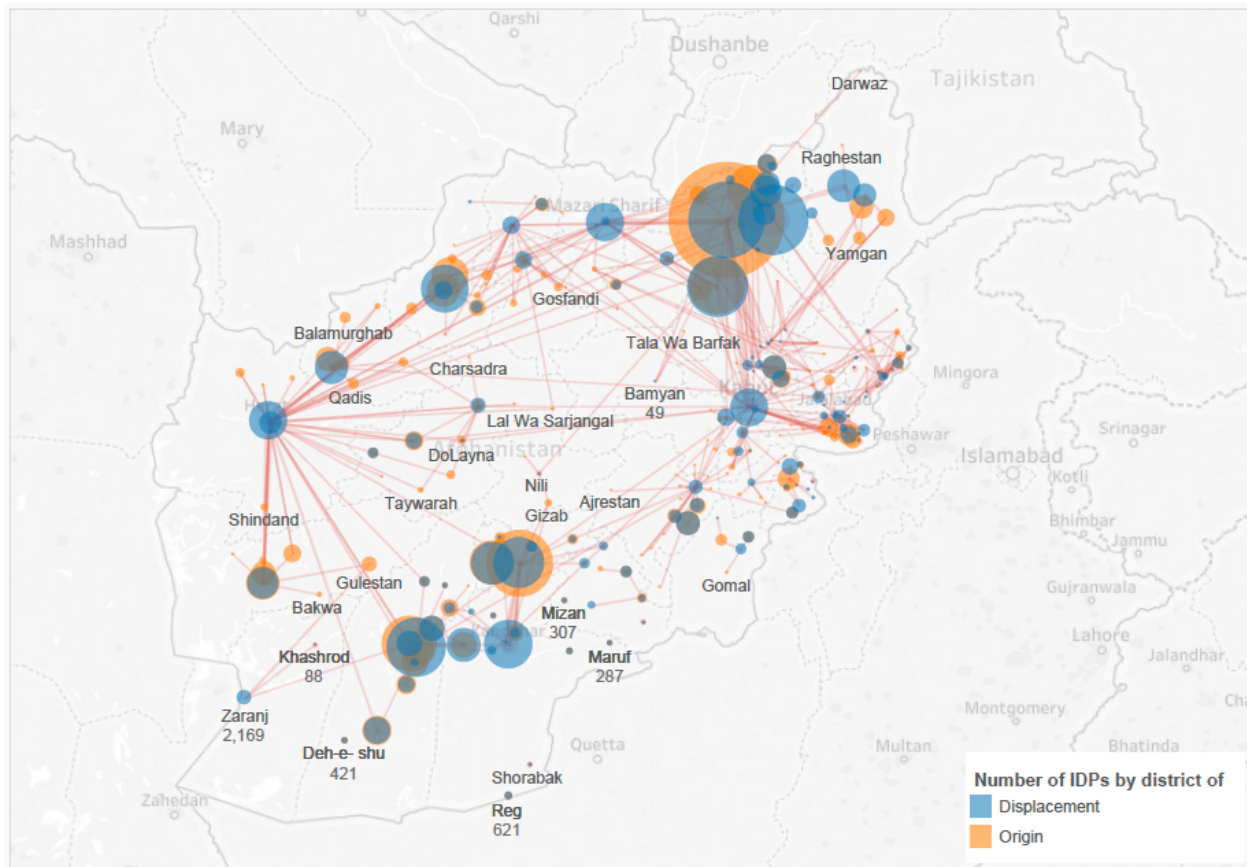 Qarshi
Dushanbe
Tajikistan
Darwaz
Mary
Raghestan
Mazari Sharif
Mashhad
Yamgan
Gosfandi
Balamurghab
Tala Wa Barfak
Charsadra
Mingora
Qadis
Bamyan
49
Lal Wa Sarjangal
Peshawar
Srinagar
Afghanistan
DoLayna
Islamabad
Kotli
Nili
Taywarah
Ajrestan
Shindand
Gizab
Bhimbar
Jammu
Gulestan
Gomal
Gujranwala
Bakwa
Mizan
307
Lahore
Khashrod
88
Maruf
287
Jalandhar
Zaranj
2,169
Montgomery
Deh-e- shu
421
Quetta
Multan
Bhatinda
Shorabak
Zahedan
Reg
621
Number of IDPs by district of
Displacement
Origin